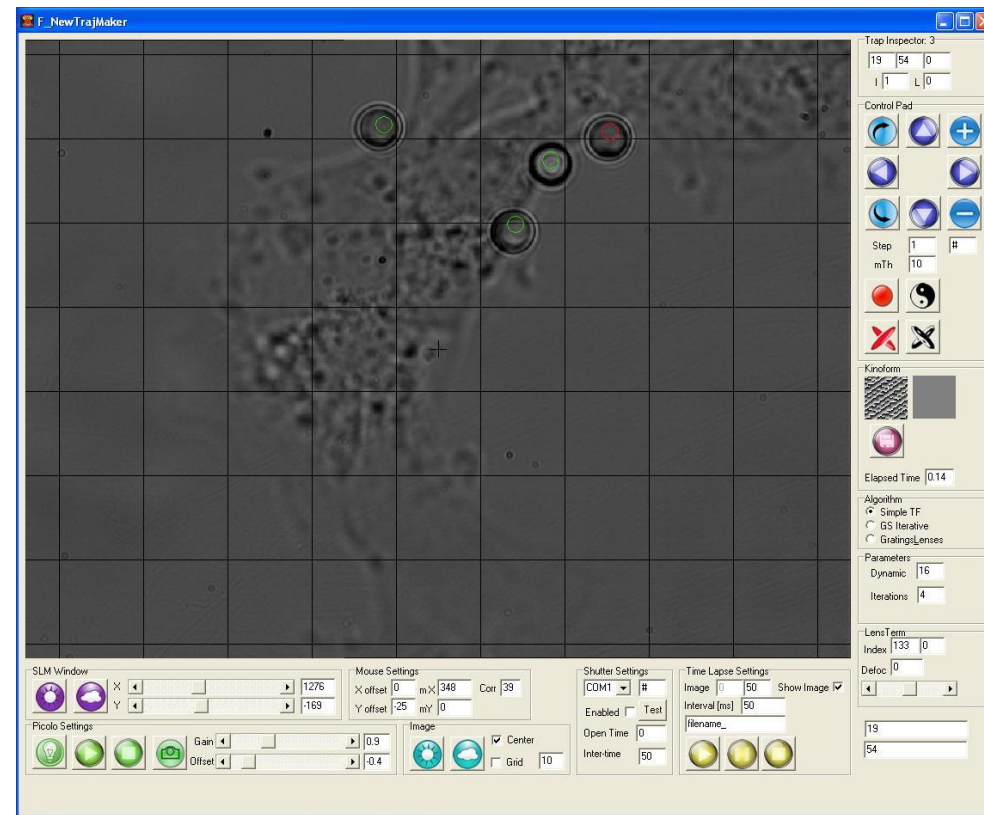 F_NewTrajMaker
Trap Inspector: 3
19 54 0
I 1 L 0
Control Pad
Step 1 #
mTh 10
Kinoform
Elapsed Time 0.14
Algorithm
Simple TF
GS Iterative
GratingsLenses
Parameters
Dynamic 16
Iterations 4
LensTerm
Index 133 0
Defoc 0
19
54
SLM Window
X 1276
Y -169
Mouse Settings
X offset 0 mX 348 Corr 39
Y offset -25 mY 0
Shutter Settings
COM1 #
Enabled Test
Open Time 0
Inter-time 50
Time Lapse Settings
Image 0 50 Show Image
Interval [ms] 50
filename_
Picolo Settings
Gain 0.9
Offset -0.4
Image
Center
Grid 10